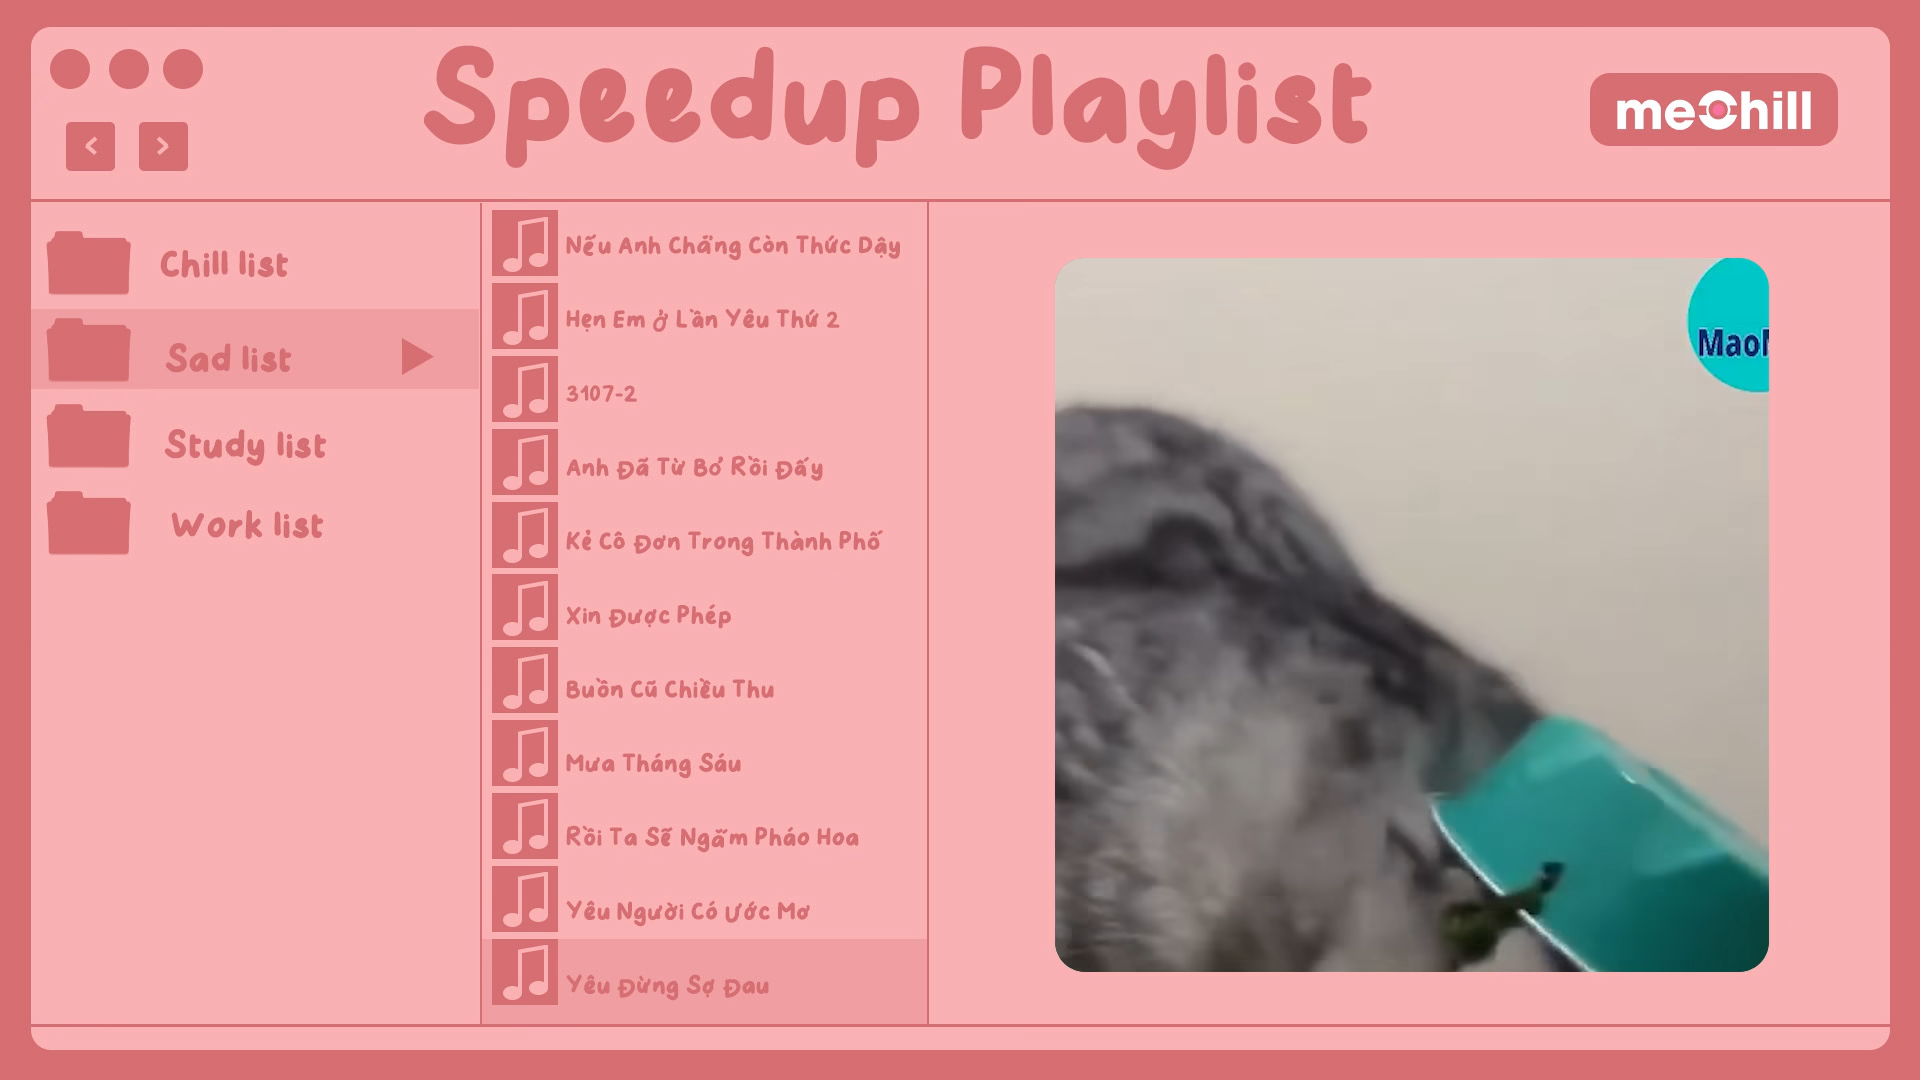 Speedup Playlist
mechill
Chill list
Sad list
Study list
Work list
Nếu Anh Chẳng Còn Thức Dậy
Hẹn Em ở Lần Yêu Thứ 2
3107-2
Anh Đã Từ Bỏ Rồi Đấy
Kẻ Cô Đơn Trong Thành Phố
Xin Được Phép
Buồn Cũ Chiều Thu
Mưa Tháng Sáu
Rồi Ta Sẽ Ngắm Pháo Hoa
Yêu Người Có Ước Mơ
Yêu Đừng Sợ Đau